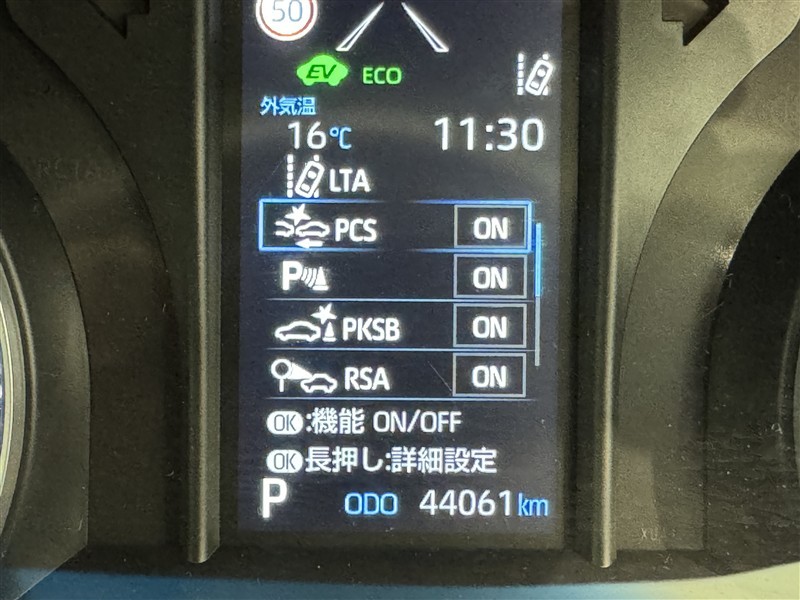 50
EV ECO
外気温
16℃ 11:30
LTA
PCS ON
P ON
PKSB ON
RSA ON
OK:機能 ON/OFF
OK長押し:詳細設定
P ODO 44061km